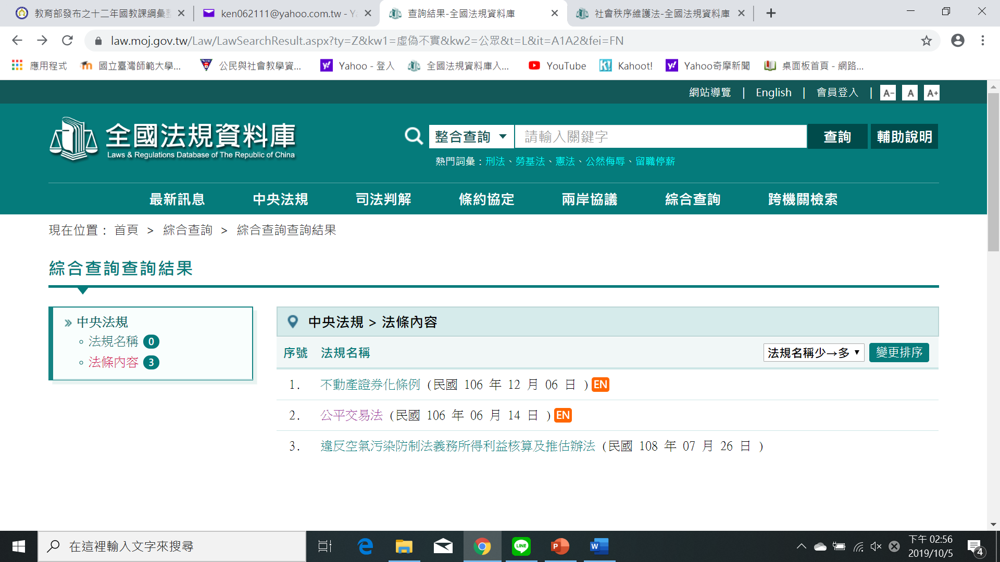 教育部發布之十二年國教課綱彙
ken062111@yahoo.com.tw - Y
查詢結果-全國法規資料庫
社會秩序維護法-全國法規資料庫
law.moj.gov.tw/Law/LawSearchResult.aspx?ty=Z&kw1=虛偽不實&kw2=公眾&t=L&it=A1A2&fei=FN
應用程式 國立臺灣師範大學... 公民與社會教學資... Yahoo - 登入 全國法規資料庫入... YouTube Kahoot! Yahoo奇摩新聞 桌面板首頁 - 網路...
網站導覽 | English | 會員登入 | A- A A+
全國法規資料庫
Laws & Regulations Database of The Republic of China
整合查詢 請輸入關鍵字 查詢 輔助說明
熱門詞彙：刑法、勞基法、憲法、公然侮辱、留職停薪
最新訊息 中央法規 司法判解 條約協定 兩岸協議 綜合查詢 跨機關檢索
現在位置： 首頁 > 綜合查詢 > 綜合查詢查詢結果
綜合查詢查詢結果
» 中央法規
法規名稱 0
法條內容 3
中央法規 > 法條內容
序號 法規名稱 法規名稱少→多 變更排序
1. 不動產證券化條例 (民國 106 年 12 月 06 日 ) EN
2. 公平交易法 (民國 106 年 06 月 14 日 ) EN
3. 違反空氣污染防制法義務所得利益核算及推估辦法 (民國 108 年 07 月 26 日 )
在這裡輸入文字來搜尋
LINE
P
W
下午 02:56
2019/10/5
4